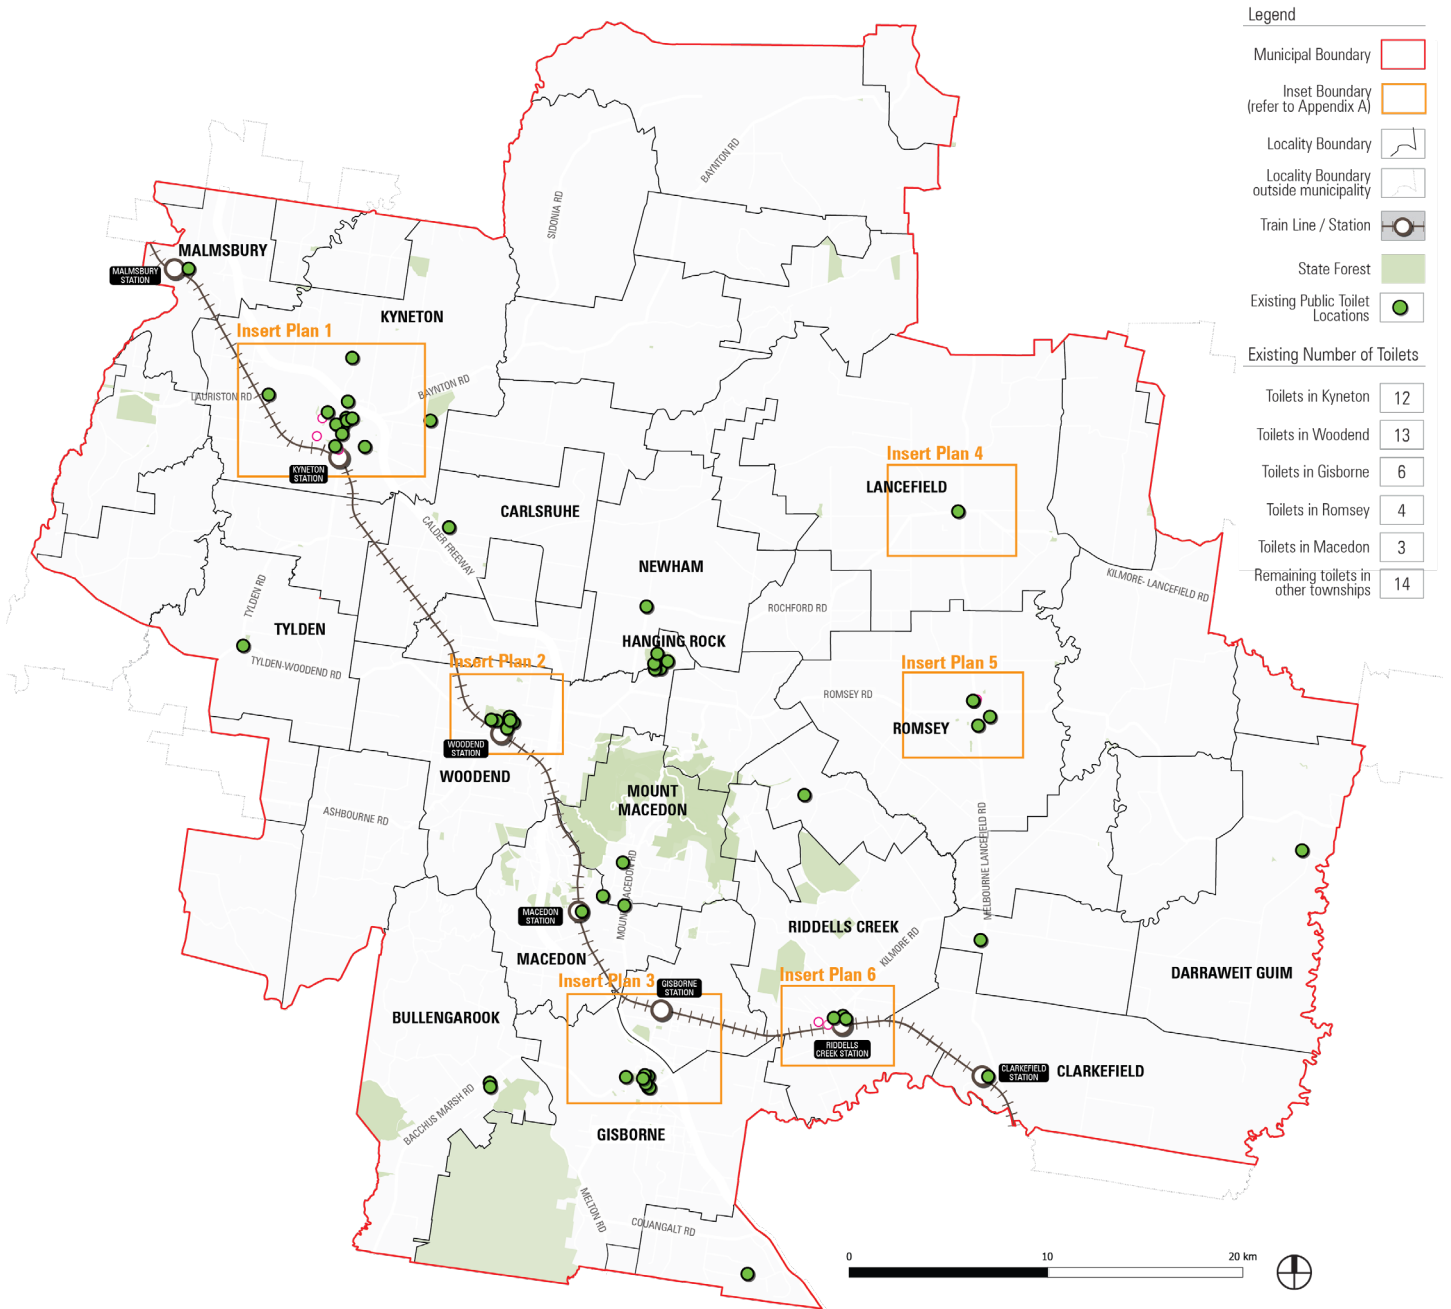 Legend
Municipal Boundary
Inset Boundary
(refer to Appendix A)
Locality Boundary
Locality Boundary
outside municipality
Train Line / Station
State Forest
Existing Public Toilet
Locations
Existing Number of Toilets
Toilets in Kyneton 12
Toilets in Woodend 13
Toilets in Gisborne 6
Toilets in Romsey 4
Toilets in Macedon 3
Remaining toilets in
other townships 14
BAYNTON RD
SIDONIA RD
MALMSBURY
MALMSBURY
STATION
KYNETON
Insert Plan 1
LAURISTON RD
BAYNTON RD
KYNETON
STATION
Insert Plan 4
LANCEFIELD
CARLSRUHE
CALDER FREEWAY
NEWHAM
KILMORE- LANCEFIELD RD
TYLDEN RD
ROCHFORD RD
TYLDEN
HANGING ROCK
TYLDEN-WOODEND RD
Insert Plan 2
Insert Plan 5
ROMSEY RD
ROMSEY
WOODEND
STATION
WOODEND
MOUNT
MACEDON
ASHBOURNE RD
MELBOURNE LANCEFIELD RD
MOUNT MACEDON RD
MACEDON
STATION
RIDDELLS CREEK
KILMORE RD
MACEDON
DARRAWEIT GUIM
Insert Plan 3
GISBORNE
STATION
Insert Plan 6
BULLENGAROOK
RIDDELLS
CREEK STATION
CLARKEFIELD
STATION
CLARKEFIELD
BACCHUS MARSH RD
GISBORNE
MELTON RD
COUANGALT RD
0 10 20 km